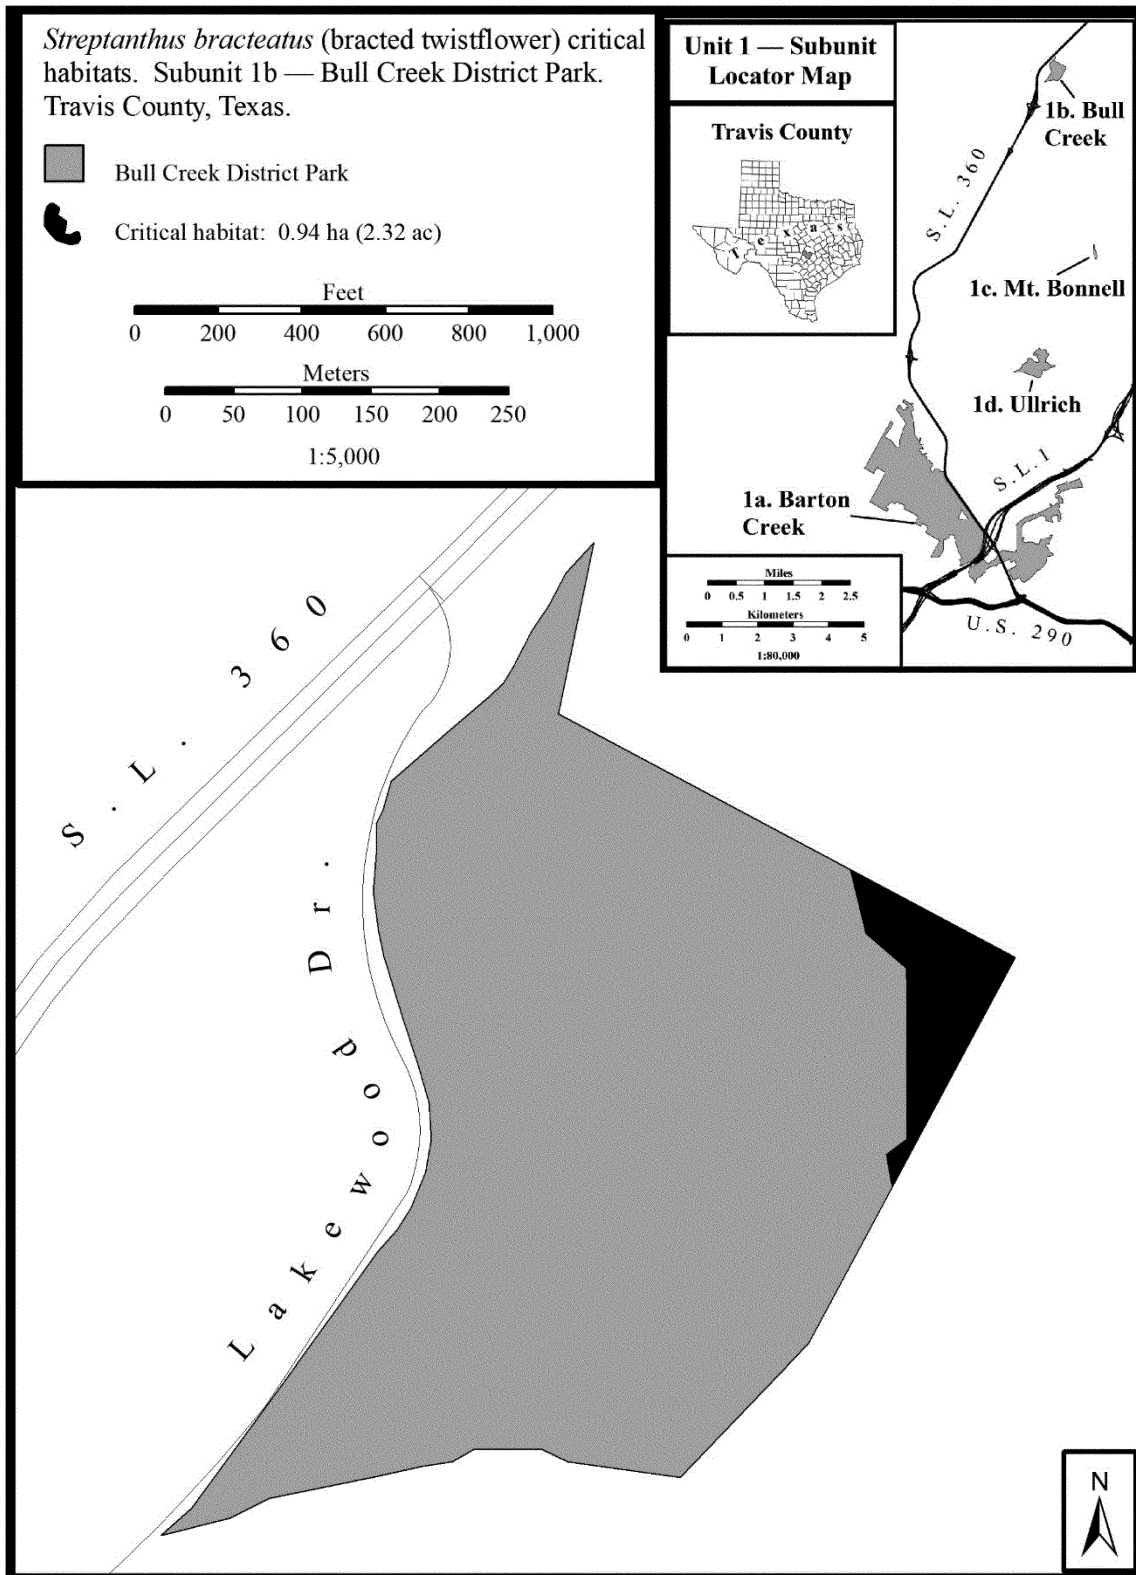 Streptanthus bracteatus (bracted twistflower) critical
habitats. Subunit 1b — Bull Creek District Park.
Travis County, Texas.
Bull Creek District Park
Critical habitat: 0.94 ha (2.32 ac)
Feet
0 200 400 600 800 1,000
Meters
0 50 100 150 200 250
1:5,000
Unit 1 — Subunit
Locator Map
Travis County
T e x a s
1b. Bull
Creek
S.L. 360
1c. Mt. Bonnell
1d. Ullrich
S.L.1
1a. Barton
Creek
Miles
0 0.5 1 1.5 2 2.5
Kilometers
0 1 2 3 4 5
1:80,000
U.S. 290
S.L. 360
Lakewood Dr.
N